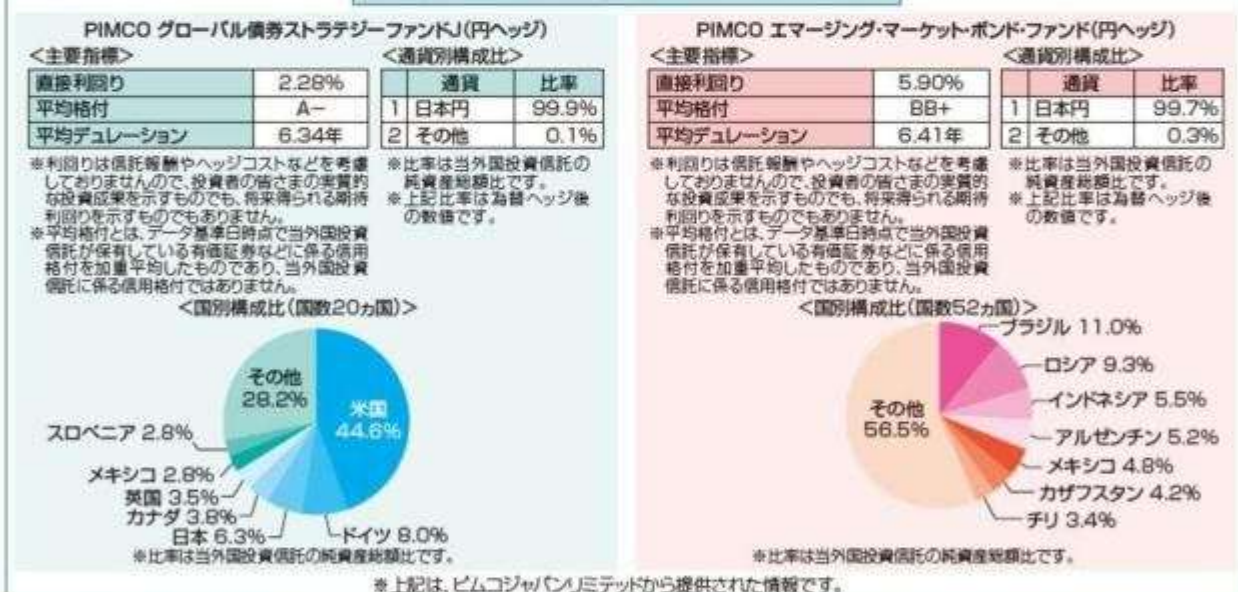 PIMCO グローバル債券ストラテジーファンドJ(円ヘッジ)
<主要指標>
直接利回り 2.28%
平均格付 A−
平均デュレーション 6.34年
<通貨別構成比>
通貨 比率
1 日本円 99.9%
2 その他 0.1%
※利回りは信託報酬やヘッジコストなどを考慮
しておりませんので、投資者の皆さまの実質的
な投資成果を示すものでも、将来得られる期待
利回りを示すものでもありません。
※平均格付とは、データ基準日時点で当外国投資
信託が保有している有価証券などに係る信用
格付を加重平均したものであり、当外国投資
信託に係る信用格付ではありません。
※比率は当外国投資信託の
純資産総額比です。
※上記比率は為替ヘッジ後
の数値です。
<国別構成比(国数20ヵ国)>
その他
28.2%
米国
44.6%
スロベニア 2.8%
メキシコ 2.8%
英国 3.5%
カナダ 3.8%
日本 6.3%
ドイツ 8.0%
※比率は当外国投資信託の純資産総額比です。
PIMCO エマージング・マーケット・ボンド・ファンド(円ヘッジ)
<主要指標>
直接利回り 5.90%
平均格付 BB+
平均デュレーション 6.41年
<通貨別構成比>
通貨 比率
1 日本円 99.7%
2 その他 0.3%
※利回りは信託報酬やヘッジコストなどを考慮
しておりませんので、投資者の皆さまの実質的
な投資成果を示すものでも、将来得られる期待
利回りを示すものでもありません。
※平均格付とは、データ基準日時点で当外国投資
信託が保有している有価証券などに係る信用
格付を加重平均したものであり、当外国投資
信託に係る信用格付ではありません。
※比率は当外国投資信託の
純資産総額比です。
※上記比率は為替ヘッジ後
の数値です。
<国別構成比(国数52ヵ国)>
ブラジル 11.0%
ロシア 9.3%
インドネシア 5.5%
アルゼンチン 5.2%
メキシコ 4.8%
カザフスタン 4.2%
チリ 3.4%
その他
56.5%
※比率は当外国投資信託の純資産総額比です。
※上記は、ピムコジャパンリミテッドから提供された情報です。